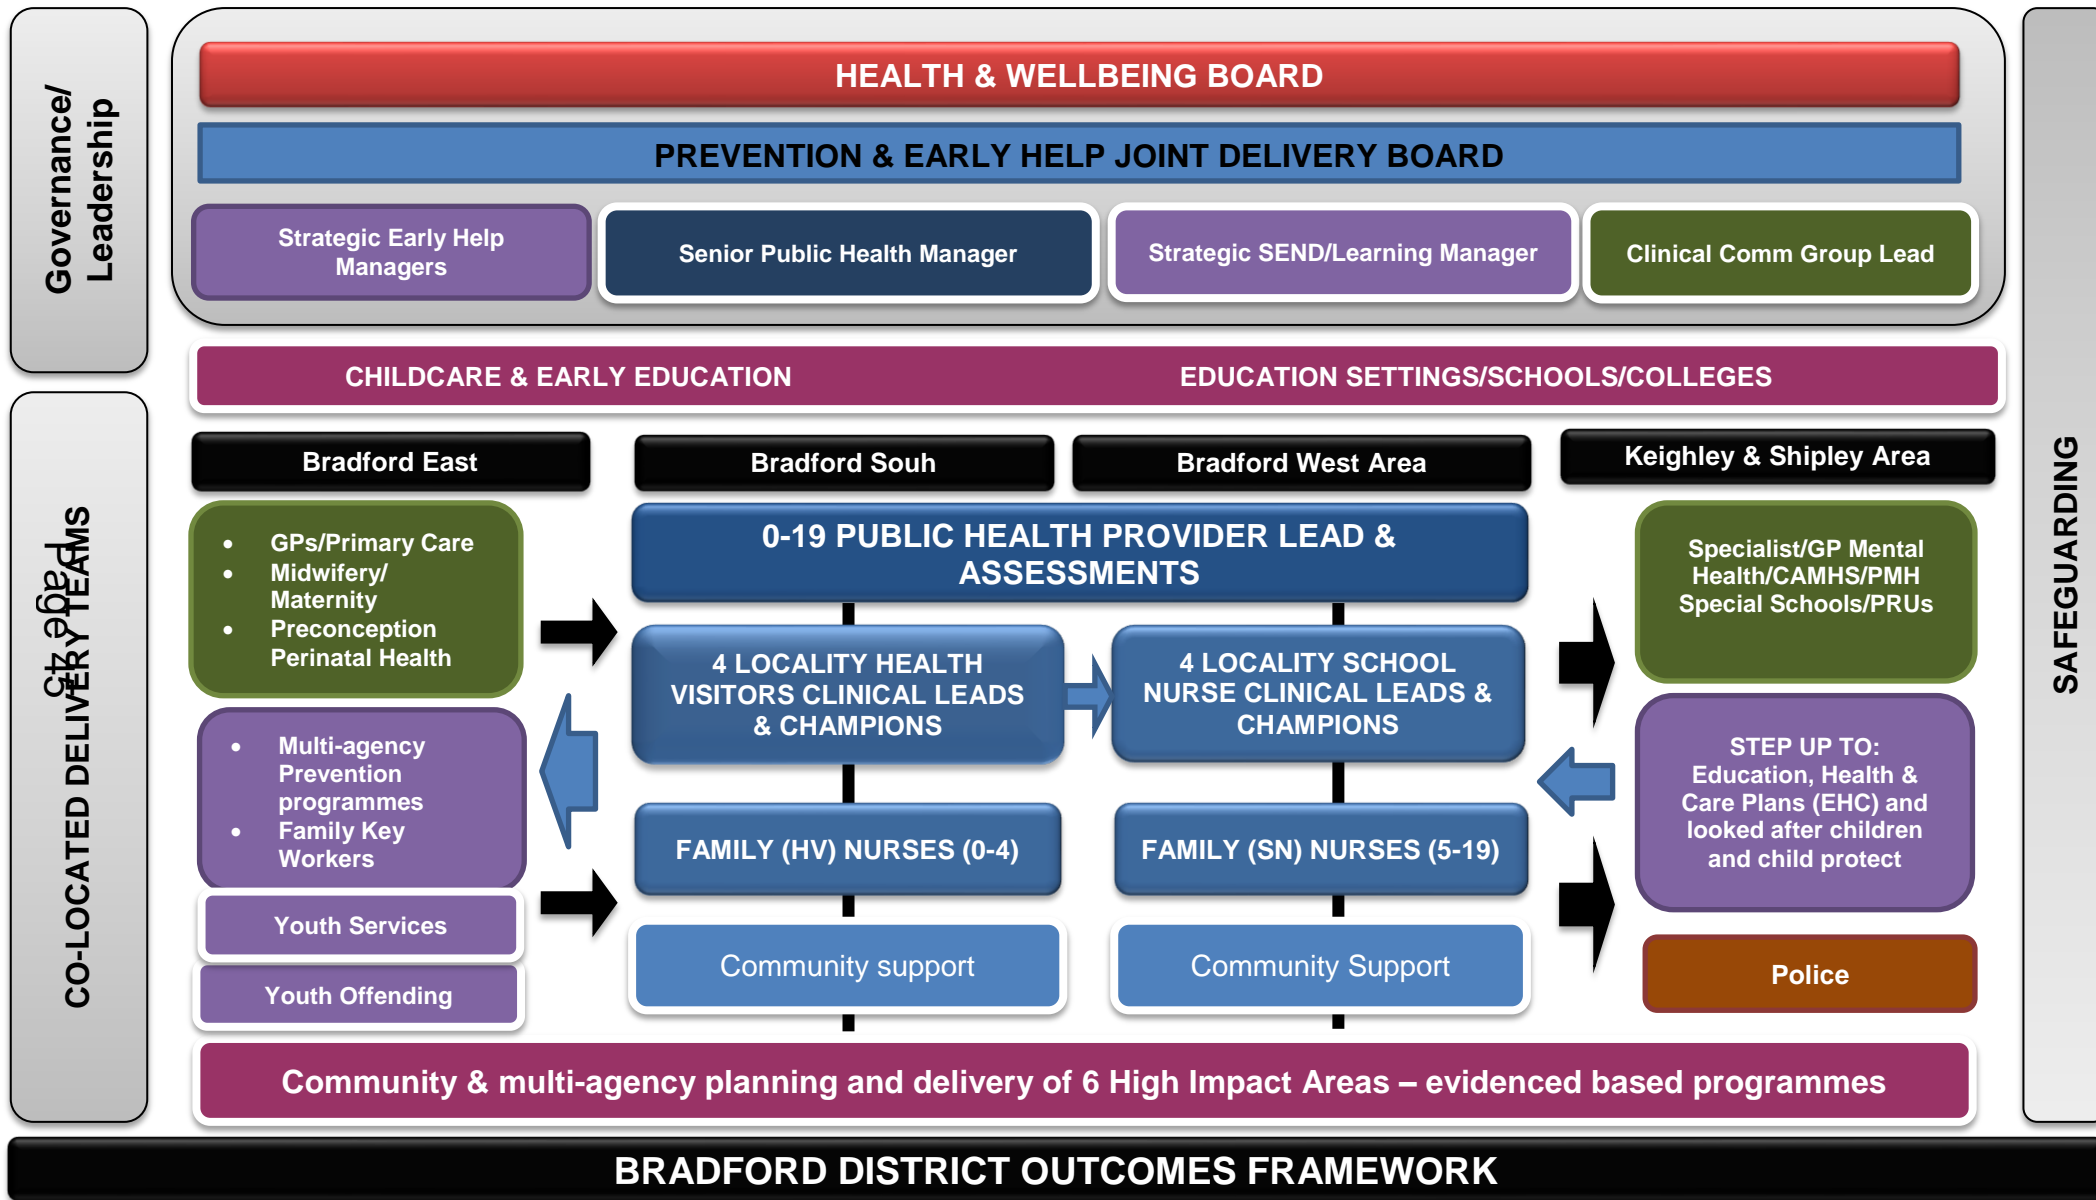 Governance/
Leadership
HEALTH & WELLBEING BOARD
PREVENTION & EARLY HELP JOINT DELIVERY BOARD
Strategic Early Help
Managers
Senior Public Health Manager
Strategic SEND/Learning Manager
Clinical Comm Group Lead
CHILDCARE & EARLY EDUCATION
EDUCATION SETTINGS/SCHOOLS/COLLEGES
CO-LOCATED DELIVERY TEAMS
Page 45
SAFEGUARDING
Bradford East
Bradford Souh
Bradford West Area
Keighley & Shipley Area
• GPs/Primary Care
• Midwifery/
Maternity
• Preconception
Perinatal Health
• Multi-agency
Prevention
programmes
• Family Key
Workers
Youth Services
Youth Offending
0-19 PUBLIC HEALTH PROVIDER LEAD &
ASSESSMENTS
4 LOCALITY HEALTH
VISITORS CLINICAL LEADS
& CHAMPIONS
4 LOCALITY SCHOOL
NURSE CLINICAL LEADS &
CHAMPIONS
FAMILY (HV) NURSES (0-4)
FAMILY (SN) NURSES (5-19)
Community support
Community Support
Specialist/GP Mental
Health/CAMHS/PMH
Special Schools/PRUs
STEP UP TO:
Education, Health &
Care Plans (EHC) and
looked after children
and child protect
Police
Community & multi-agency planning and delivery of 6 High Impact Areas – evidenced based programmes
BRADFORD DISTRICT OUTCOMES FRAMEWORK